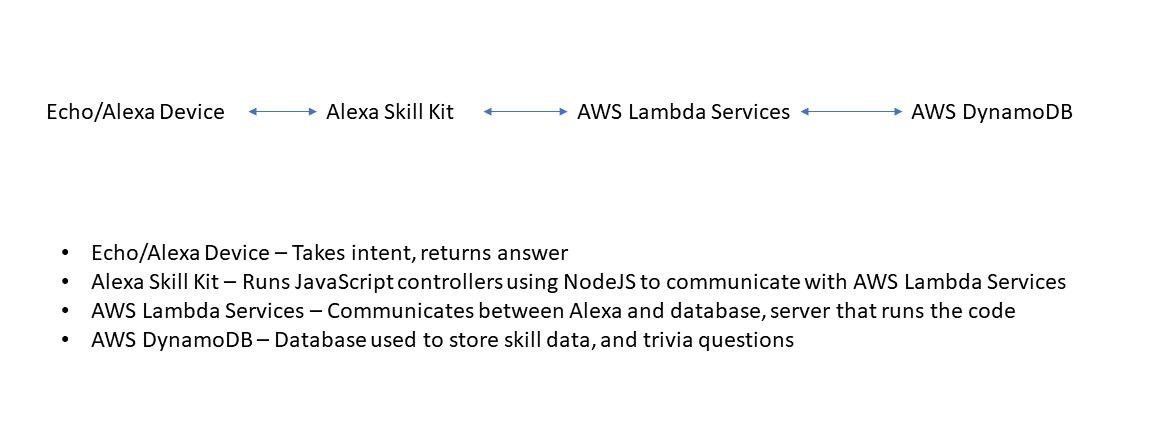 Echo/Alexa Device Alexa Skill Kit AWS Lambda Services AWS DynamoDB
• Echo/Alexa Device – Takes intent, returns answer
• Alexa Skill Kit – Runs JavaScript controllers using NodeJS to communicate with AWS Lambda Services
• AWS Lambda Services – Communicates between Alexa and database, server that runs the code
• AWS DynamoDB – Database used to store skill data, and trivia questions